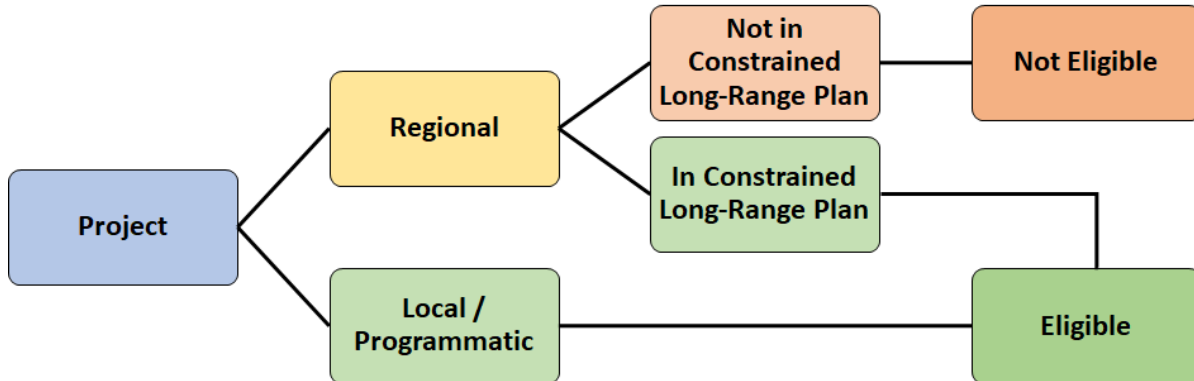 Not in
Constrained
Long-Range Plan
Not Eligible
Regional
In Constrained
Long-Range Plan
Project
Local /
Programmatic
Eligible